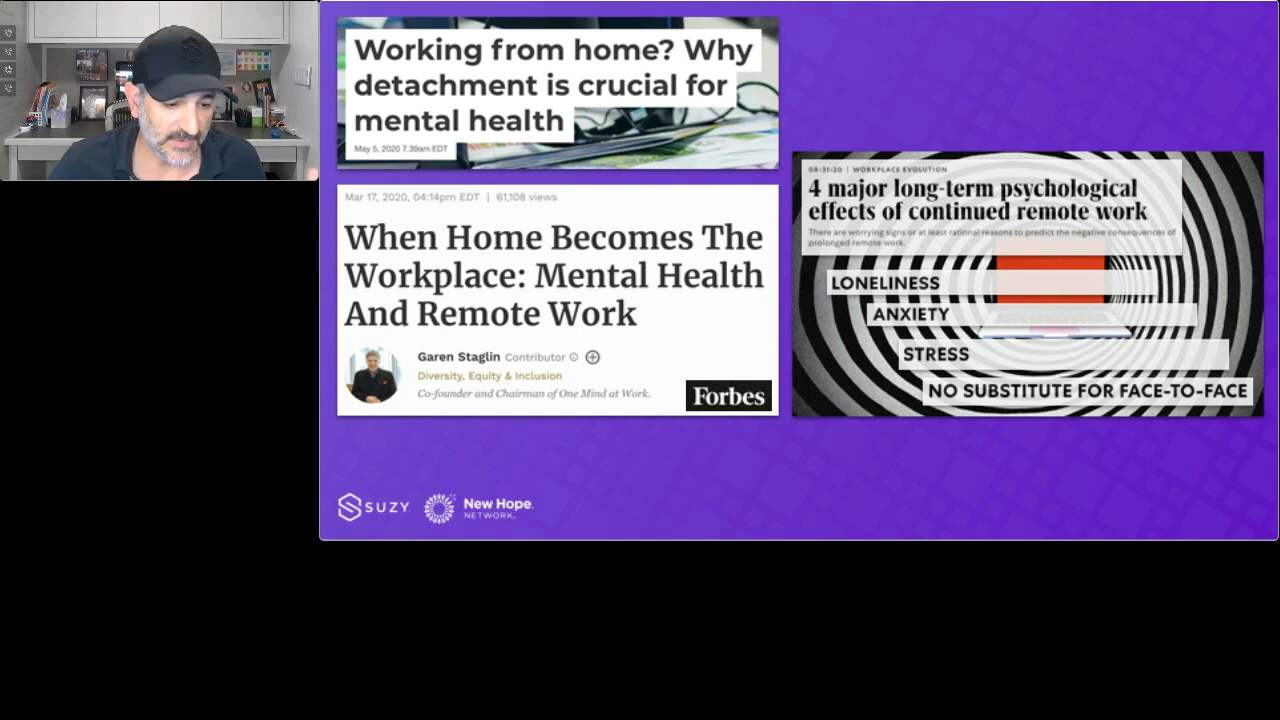 Working from home? Why
detachment is crucial for
mental health
May 5, 2020 7.39am EDT
Mar 17, 2020, 04:14pm EDT | 61,108 views
When Home Becomes The
Workplace: Mental Health
And Remote Work
Garen Staglin Contributor
Diversity, Equity & Inclusion
Co-founder and Chairman of One Mind at Work.
Forbes
08-31-20 | WORKPLACE EVOLUTION
4 major long-term psychological
effects of continued remote work
There are worrying signs or at least rational reasons to predict the negative consequences of
prolonged remote work.
LONELINESS
ANXIETY
STRESS
NO SUBSTITUTE FOR FACE-TO-FACE
SUZY
New Hope.
NETWORK.